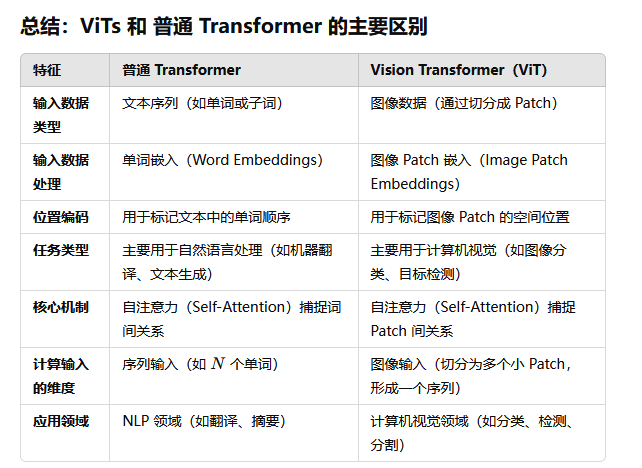 总结：ViTs 和 普通 Transformer 的主要区别
特征 普通 Transformer Vision Transformer（ViT）
输入数据 文本序列（如单词或子词） 图像数据（通过切分成 Patch）
类型
输入数据 单词嵌入（Word Embeddings） 图像 Patch 嵌入（Image Patch
处理 Embeddings）
位置编码 用于标记文本中的单词顺序 用于标记图像 Patch 的空间位置
任务类型 主要用于自然语言处理（如机器翻 主要用于计算机视觉（如图像分
译、文本生成） 类、目标检测）
核心机制 自注意力（Self-Attention）捕捉词 自注意力（Self-Attention）捕捉
间关系 Patch 间关系
计算输入 序列输入（如 N 个单词） 图像输入（切分为多个小 Patch，
的维度 形成一个序列）
应用领域 NLP 领域（如翻译、摘要） 计算机视觉领域（如分类、检测、
分割）